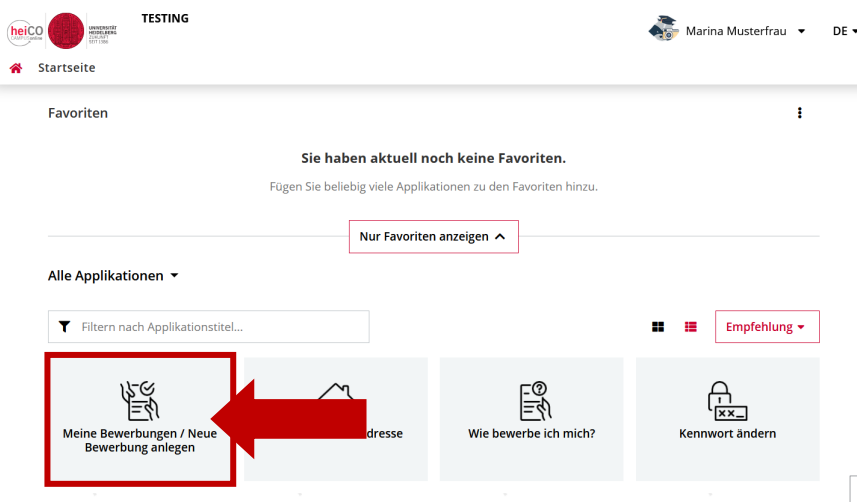 TESTING
heiCO
CAMPUSonline
UNIVERSITÄT
HEIDELBERG
ZUKUNFT
SEIT 1386
Marina Musterfrau
DE
Startseite
Favoriten
Sie haben aktuell noch keine Favoriten.
Fügen Sie beliebig viele Applikationen zu den Favoriten hinzu.
Nur Favoriten anzeigen
Alle Applikationen
Filtern nach Applikationstitel...
Empfehlung
Meine Bewerbungen / Neue
Bewerbung anlegen
dresse
Wie bewerbe ich mich?
Kennwort ändern